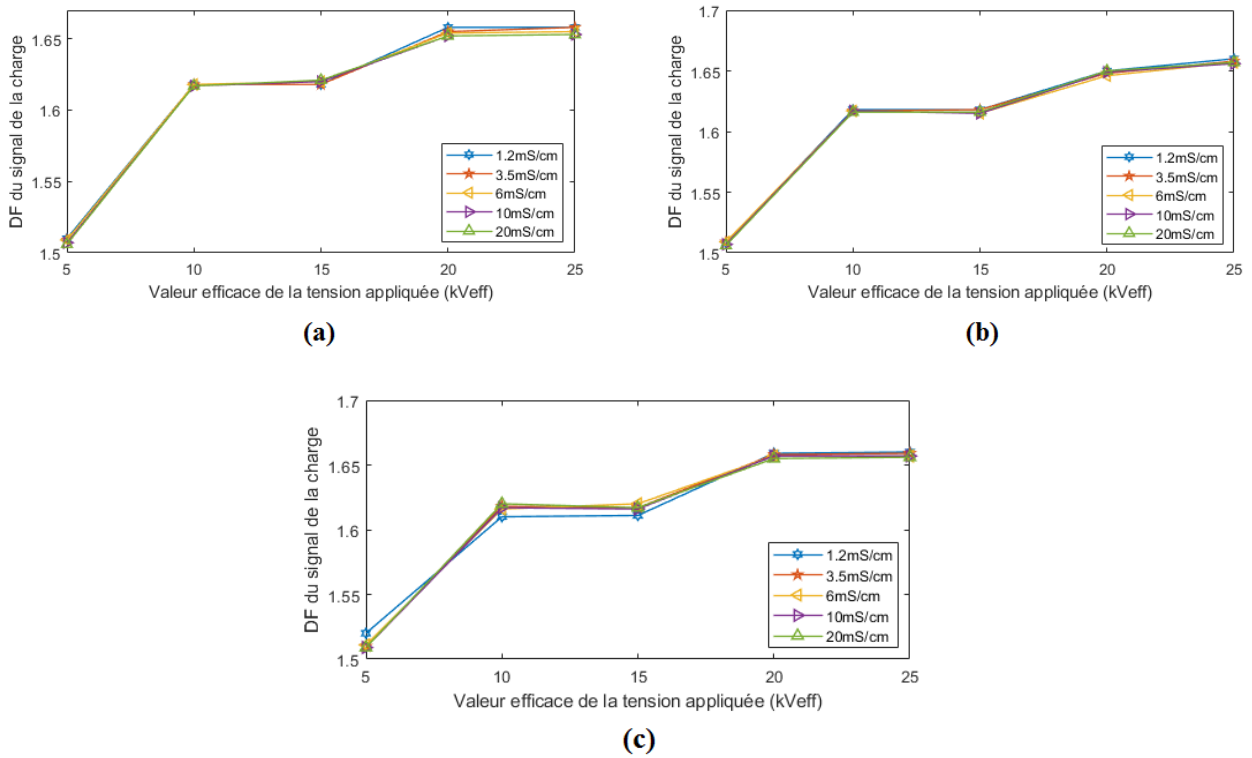 DF du signal de la charge
1.65
1.6
1.55
1.5
5
10
15
20
25
1.2mS/cm
3.5mS/cm
6mS/cm
10mS/cm
20mS/cm
Valeur efficace de la tension appliquée (kVeff)
(a)
DF du signal de la charge
1.7
1.65
1.6
1.55
1.5
5
10
15
20
25
1.2mS/cm
3.5mS/cm
6mS/cm
10mS/cm
20mS/cm
Valeur efficace de la tension appliquée (kVeff)
(b)
DF du signal de la charge
1.7
1.65
1.6
1.55
1.5
5
10
15
20
25
1.2mS/cm
3.5mS/cm
6mS/cm
10mS/cm
20mS/cm
Valeur efficace de la tension appliquée (kVeff)
(c)